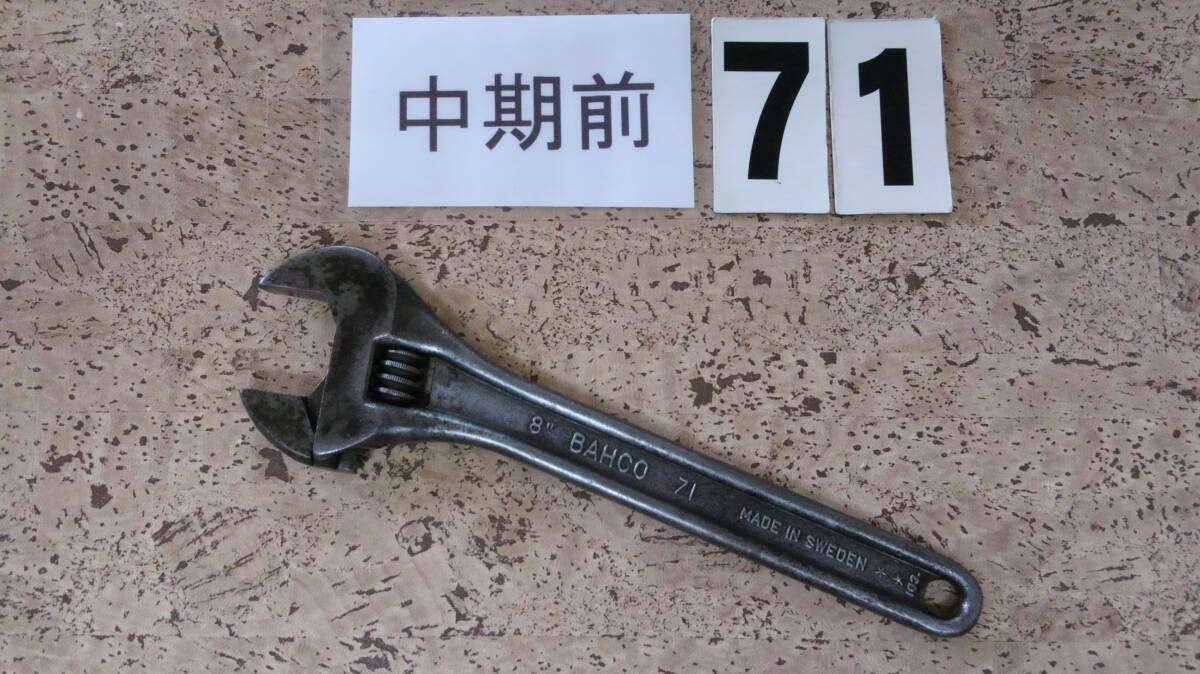 中期前
71
8" BAHCO 71
MADE IN SWEDEN